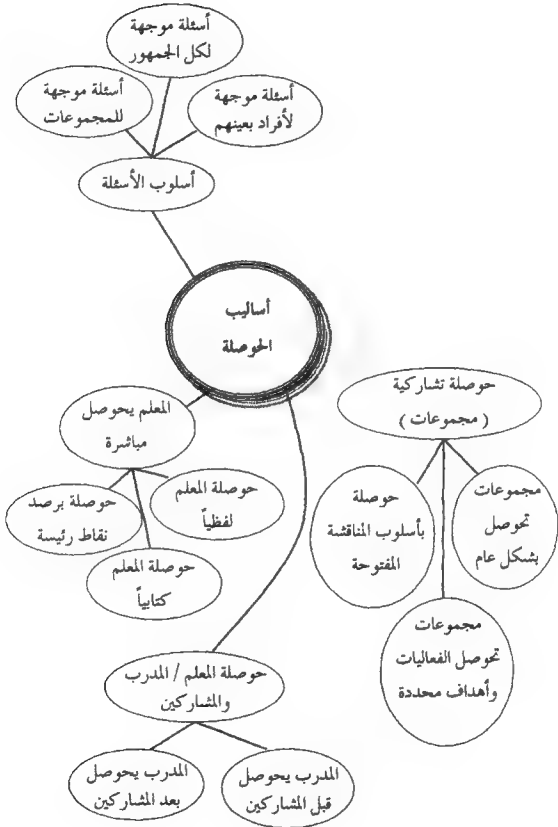 أسئلة موجهة
لكل الجمهور
أسئلة موجهة
لأفراد بعينهم
أسئلة موجهة
للمجموعات
أسلوب الأسئلة
أساليب
الحوصلة
حوصلة تشاركية
( مجموعات )
مجموعات
تحوصل
بشكل عام
حوصلة
بأسلوب المناقشة
المفتوحة
مجموعات
تحوصل الفعاليات
وأهداف محددة
المعلم يحوصل
مباشرة
حوصلة المعلم
لفظياً
حوصلة برصد
نقاط رئيسة
حوصلة المعلم
كتابياً
حوصلة المعلم / المدرب
والمشاركين
المدرب يحوصل
قبل المشاركين
المدرب يحوصل
بعد المشاركين